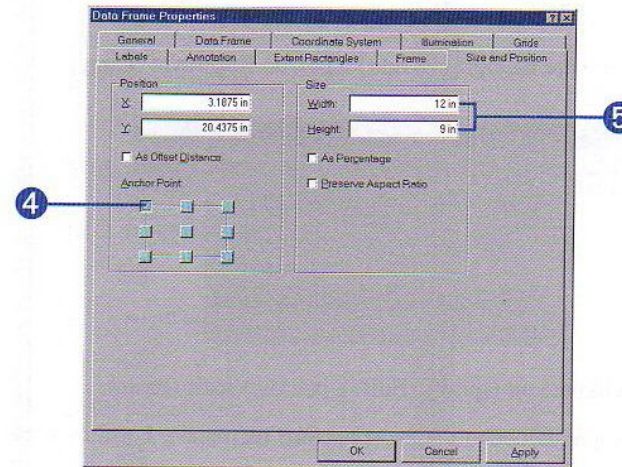 Data Frame Properties
General Data Frame Coordinate System Illumination Grids
Labels Annotation Extent Rectangles Frame Size and Position
Position
X: 3.1875 in
Y: 20.4375 in
As Offset Distance
Anchor Point
Size
Width: 12 in
Height: 9 in
As Percentage
Preserve Aspect Ratio
4
5
OK Cancel Apply